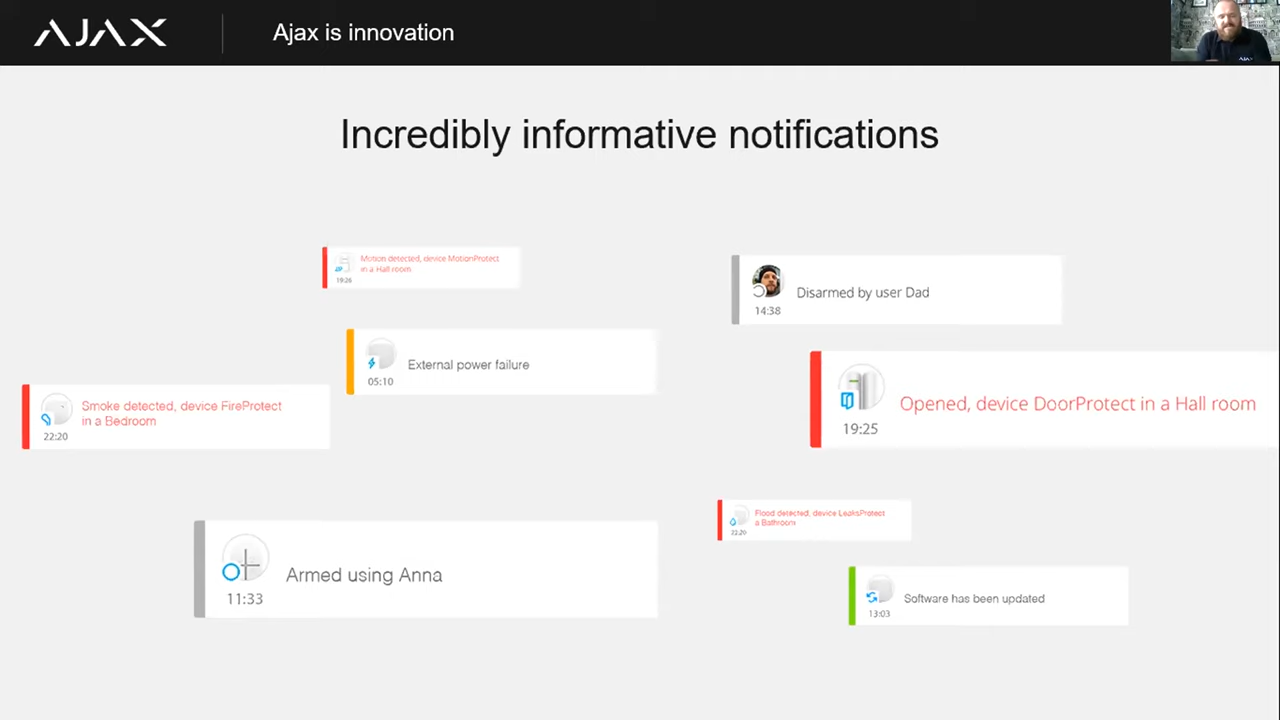 AJAX
Ajax is innovation
AJAX
Incredibly informative notifications
Motion detected, device MotionProtect
in a Hall room
19:26
Disarmed by user Dad
14:38
External power failure
05:10
Opened, device DoorProtect in a Hall room
19:25
Smoke detected, device FireProtect
in a Bedroom
22:20
Flood detected, device LeaksProtect
a Bathroom
22:20
Armed using Anna
11:33
Software has been updated
13:03